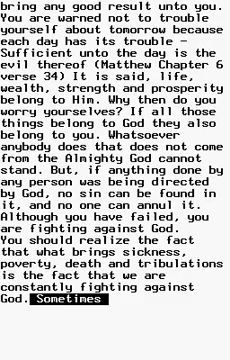 bring any good result unto you.
You are warned not to trouble
yourself about tomorrow because
each day has its trouble -
Sufficient unto the day is the
evil thereof (Matthew Chapter 6
verse 34) It is said, life,
wealth, strength and prosperity
belong to Him. Why then do you
worry yourselves? If all those
things belong to God they also
belong to you. Whatsoever
anybody does that does not come
from the Almighty God cannot
stand. But, if anything done by
any person was being directed
by God, no sin can be found in
it, and no one can annul it.
Although you have failed, you
are fighting against God.
You should realize the fact
that what brings sickness,
poverty, death and tribulations
is the fact that we are
constantly fighting against
God. Sometimes